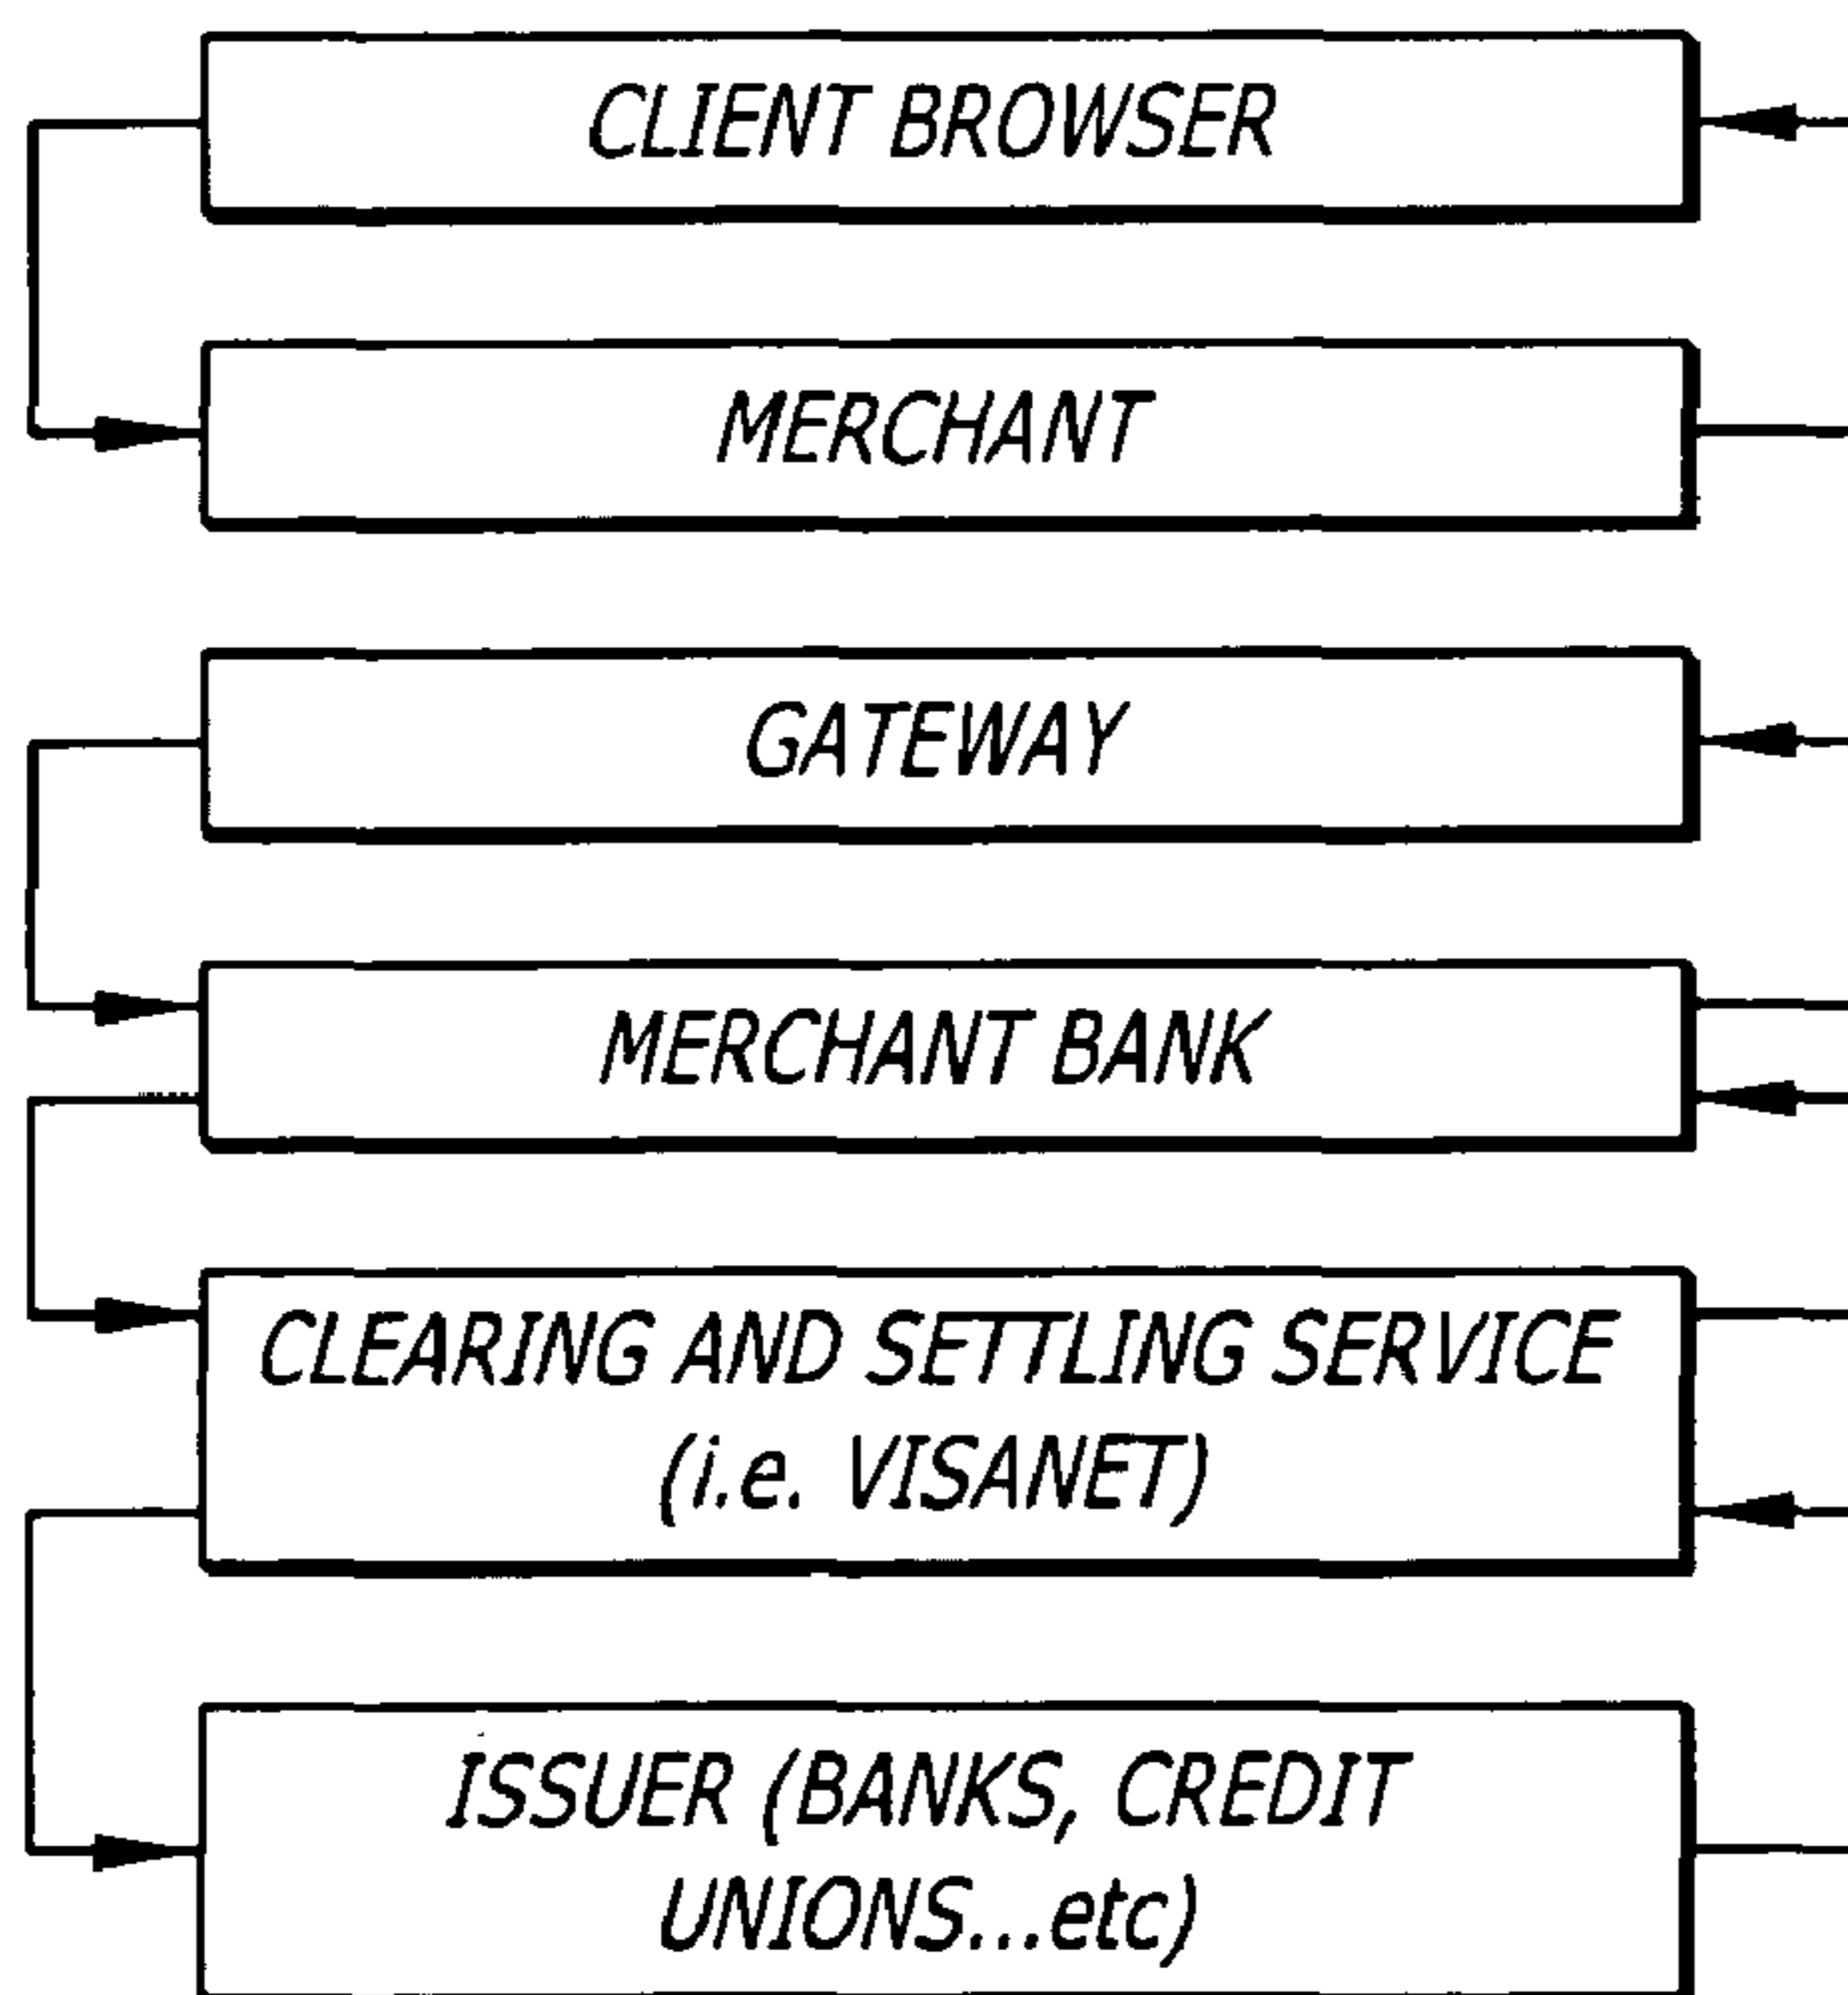 CLIENT BROWSER
MERCHANT
GATEWAY
MERCHANT BANK
CLEARING AND SETTLING SERVICE
(i.e. VISANET)
ISSUER (BANKS, CREDIT
UNIONS...etc)